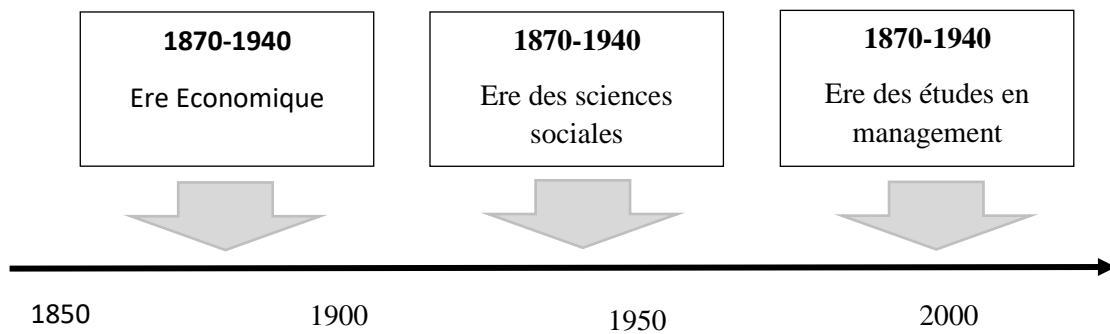 1870-1940
Ere Economique
1870-1940
Ere des sciences
sociales
1870-1940
Ere des études en
management
1850
1900
1950
2000